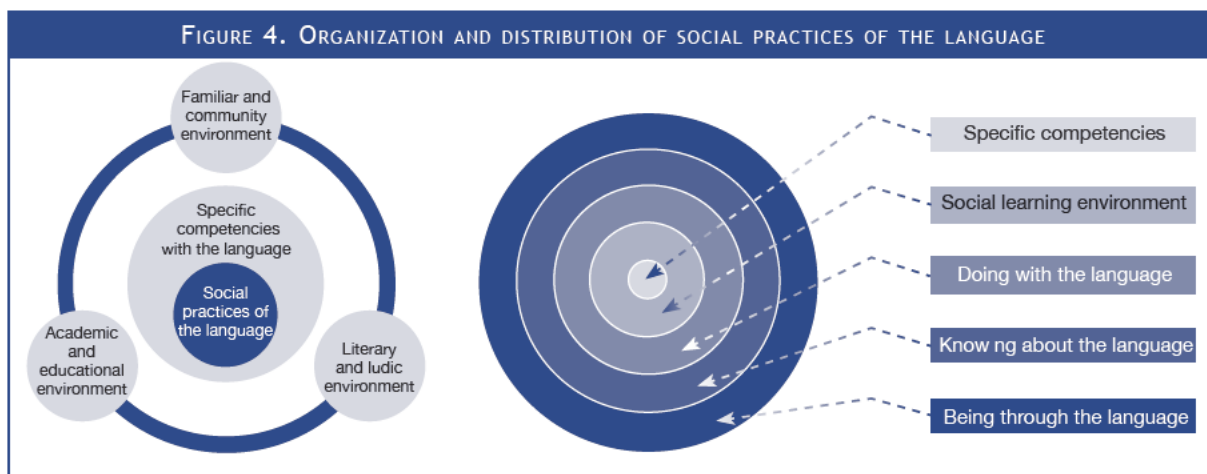 FIGURE 4. ORGANIZATION AND DISTRIBUTION OF SOCIAL PRACTICES OF THE LANGUAGE
Familiar and
community
environment
Specific
competencies
with the language
Social
practices of
the language
Academic
and
educational
environment
Literary
and ludic
environment
Specific competencies
Social learning environment
Doing with the language
Know ng about the language
Being through the language